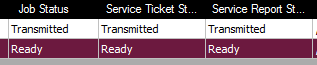 Job Status Service Ticket St... Service Report St...
Transmitted Transmitted Transmitted
Ready Ready Ready